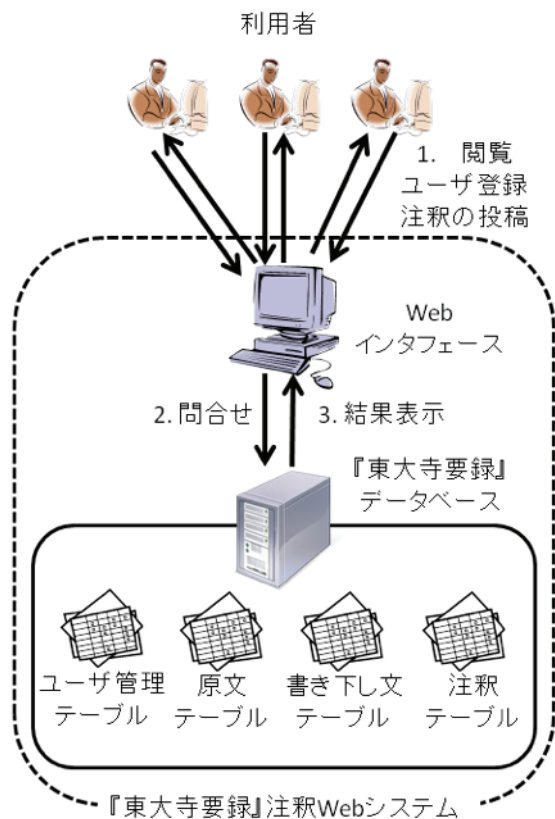 利用者
1. 閲覧
ユーザ登録
注釈の投稿
Web
インタフェース
2. 問合せ
3. 結果表示
『東大寺要録』
データベース
ユーザ管理
テーブル
原文
テーブル
書き下し文
テーブル
注釈
テーブル
『東大寺要録』注釈Webシステム